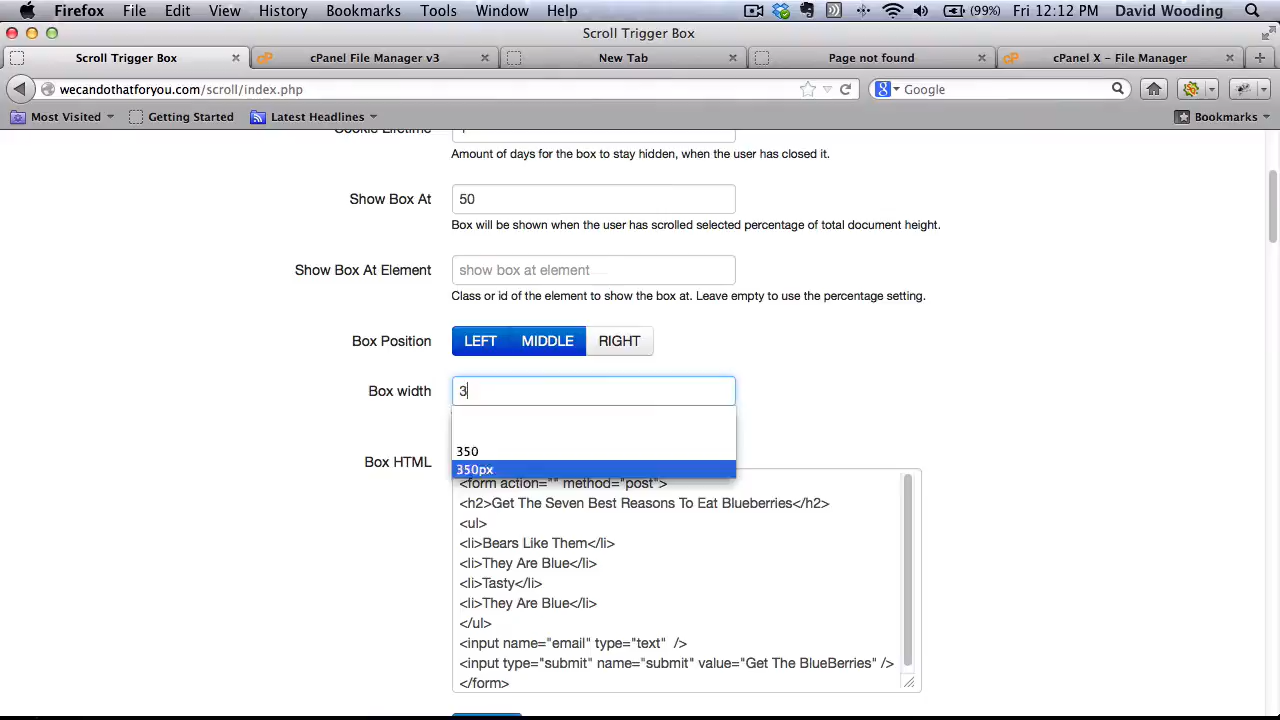 Firefox File Edit View History Bookmarks Tools Window Help (99%) Fri 12:12 PM David Wooding
Scroll Trigger Box
Scroll Trigger Box cPanel File Manager v3 New Tab Page not found cPanel X – File Manager
wecandothatforyou.com/scroll/index.php Google
Most Visited Getting Started Latest Headlines Bookmarks
Cookie Lifetime
Amount of days for the box to stay hidden, when the user has closed it.
Show Box At 50
Box will be shown when the user has scrolled selected percentage of total document height.
Show Box At Element show box at element
Class or id of the element to show the box at. Leave empty to use the percentage setting.
Box Position LEFT MIDDLE RIGHT
Box width 3
350
Box HTML 350px
<form action="" method="post">
<h2>Get The Seven Best Reasons To Eat Blueberries</h2>
<ul>
<li>Bears Like Them</li>
<li>They Are Blue</li>
<li>Tasty</li>
<li>They Are Blue</li>
</ul>
<input name="email" type="text" />
<input type="submit" name="submit" value="Get The BlueBerries" />
</form>